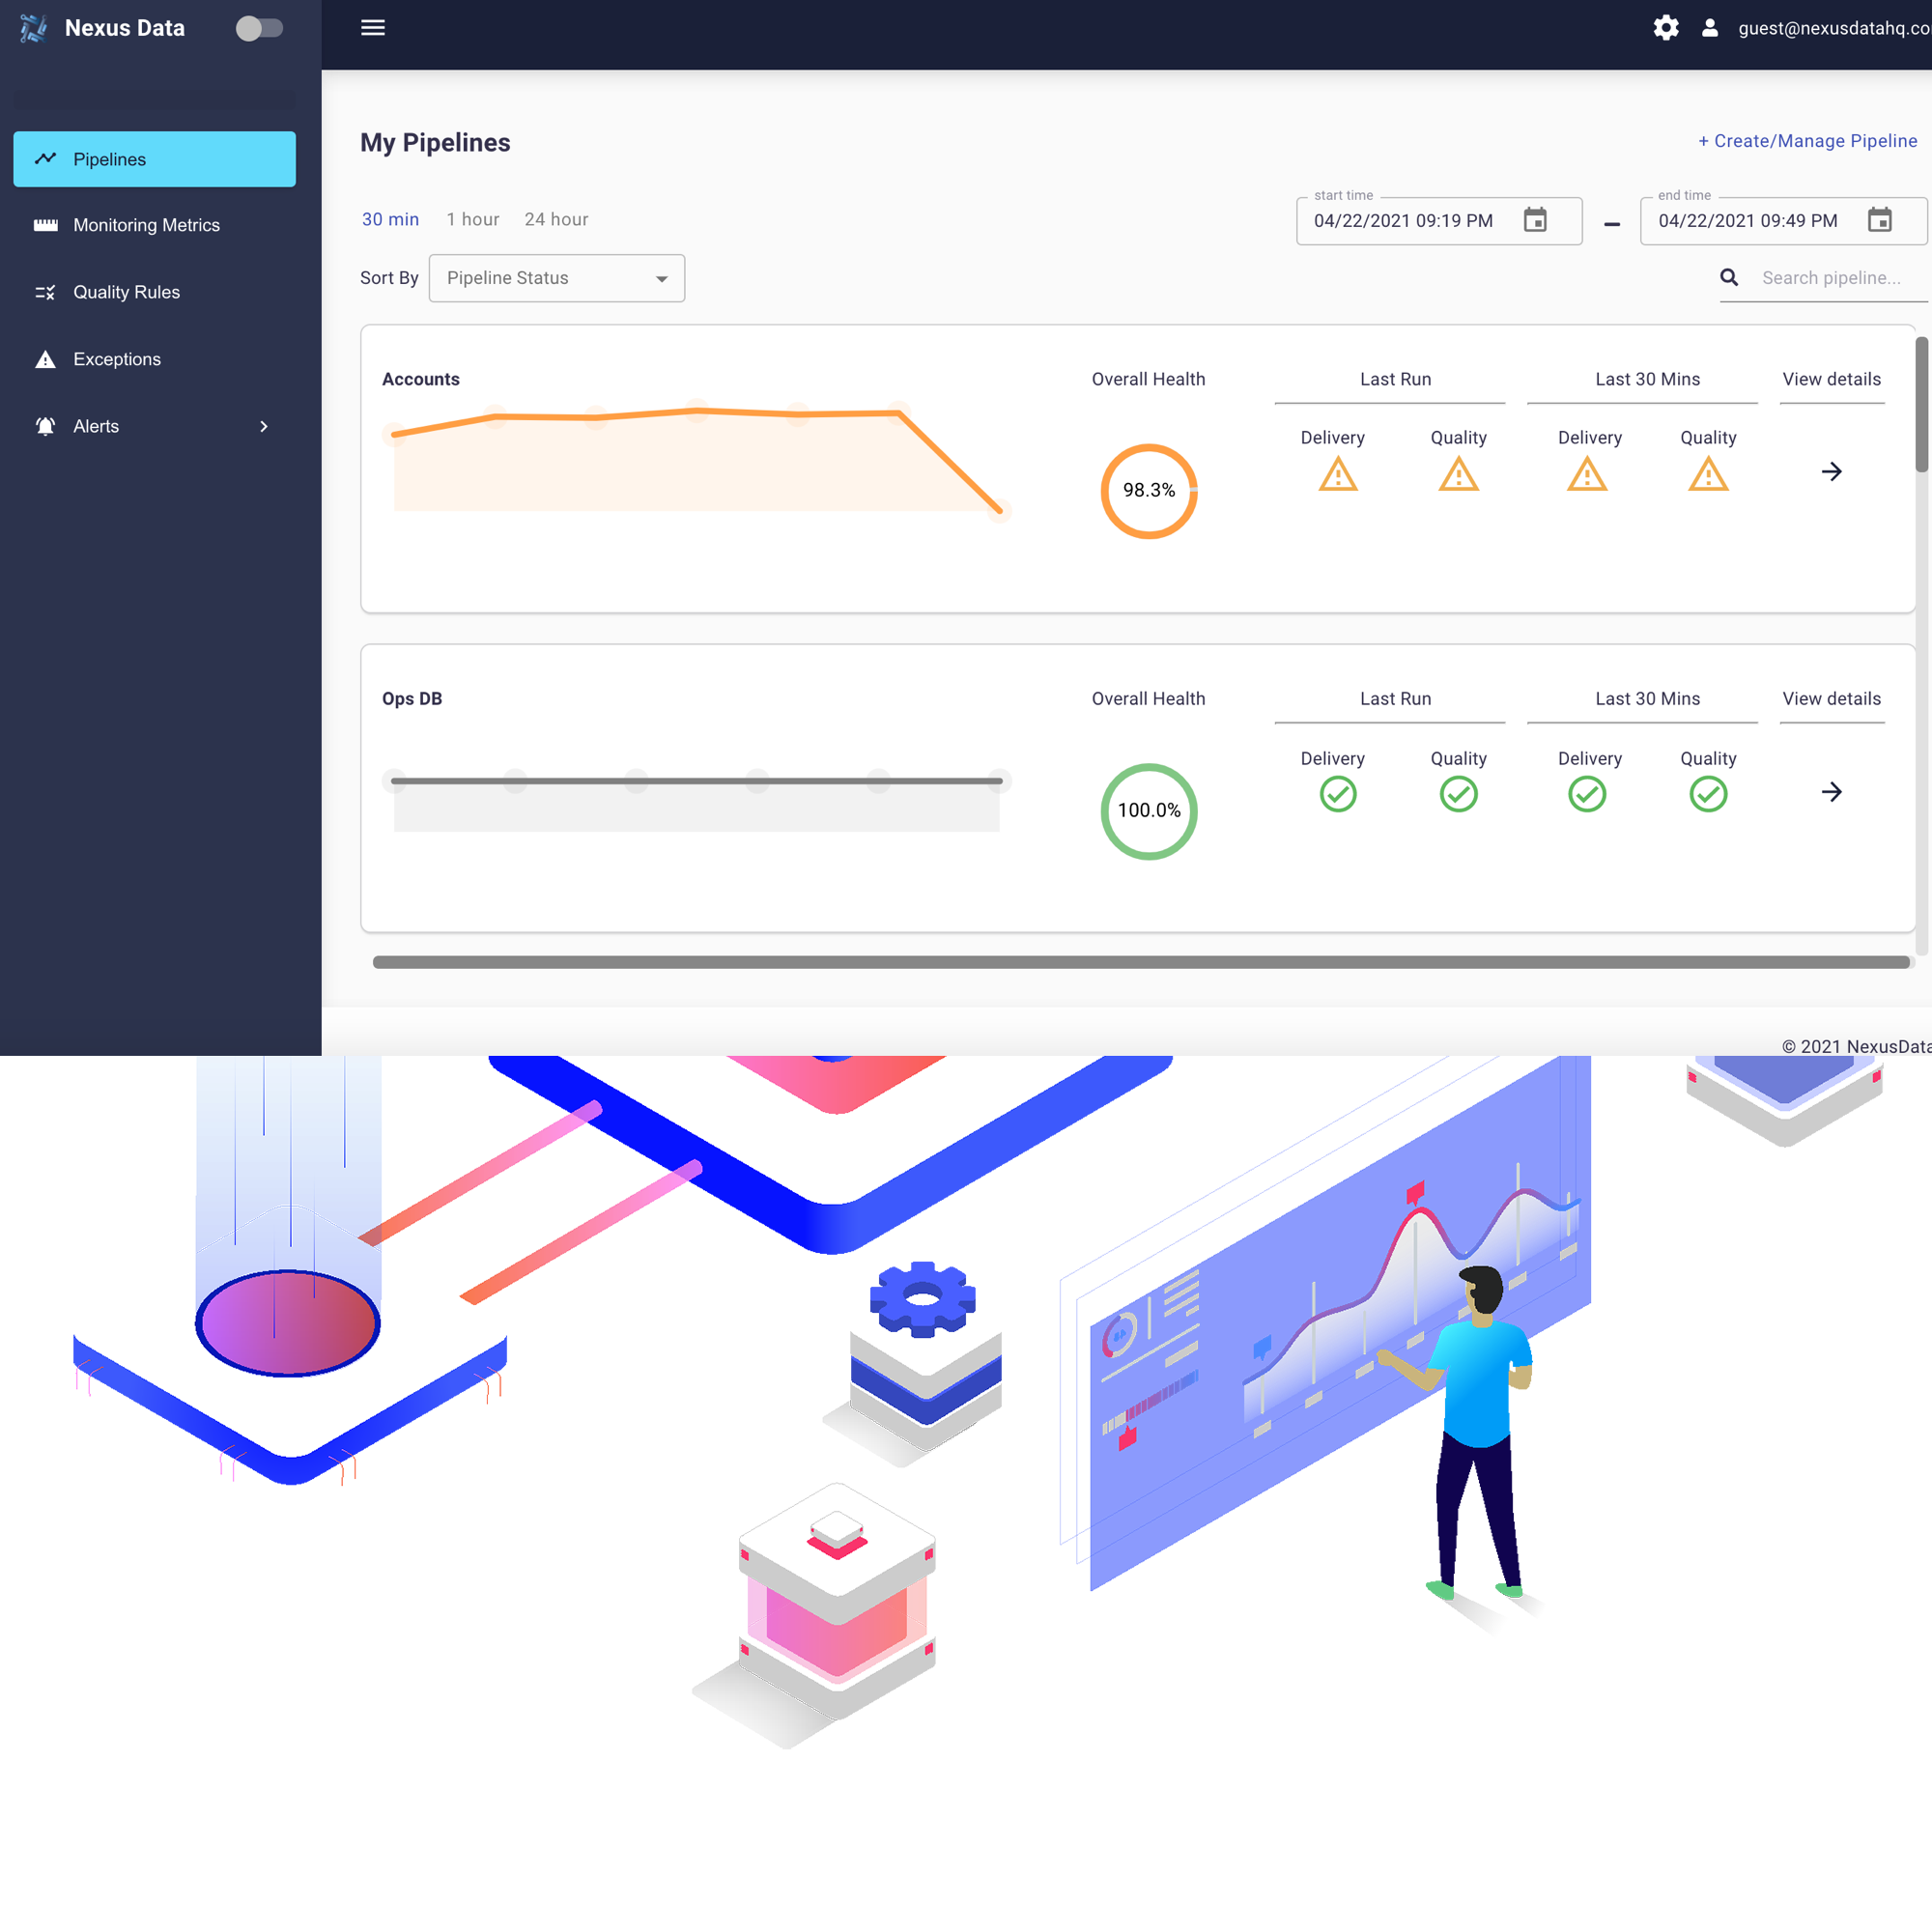 Nexus Data
guest@nexusdatahq.co
Pipelines
Monitoring Metrics
Quality Rules
Exceptions
Alerts
My Pipelines
+ Create/Manage Pipeline
30 min 1 hour 24 hour
start time
04/22/2021 09:19 PM
–
end time
04/22/2021 09:49 PM
Sort By Pipeline Status
Search pipeline...
Accounts Overall Health Last Run Last 30 Mins View details
Delivery Quality Delivery Quality
98.3%
Ops DB Overall Health Last Run Last 30 Mins View details
Delivery Quality Delivery Quality
100.0%
© 2021 NexusData